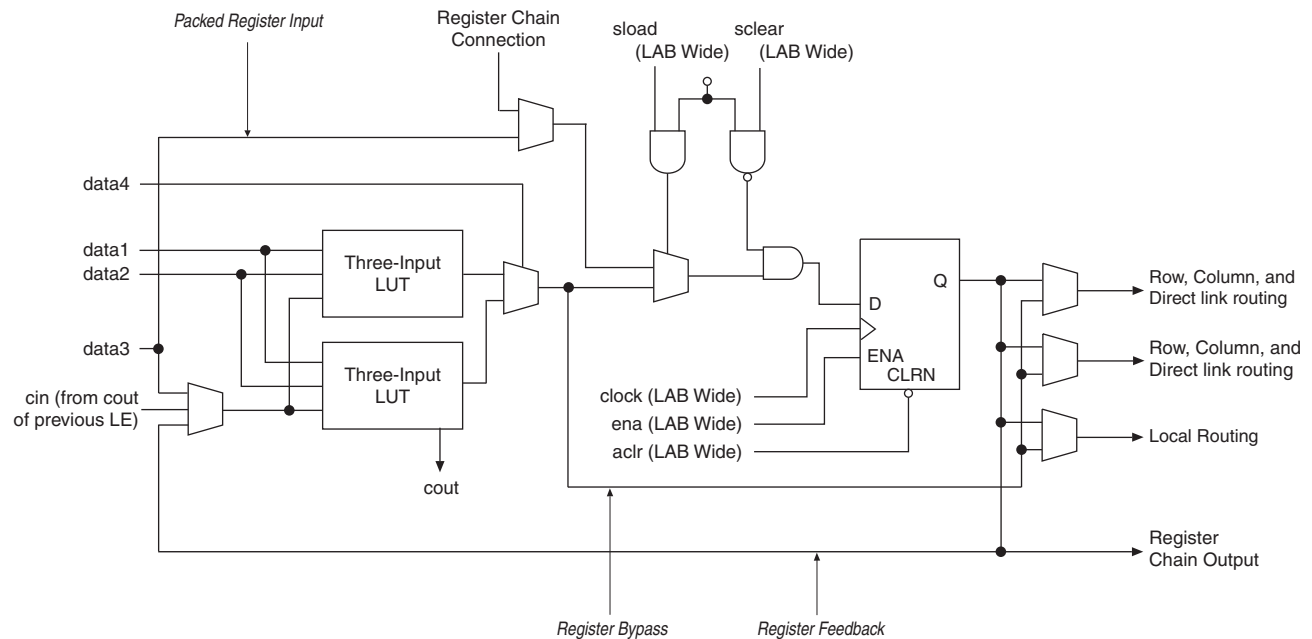 Packed Register Input
Register Chain
Connection
sload
(LAB Wide)
sclear
(LAB Wide)
data4
data1
data2
data3
cin (from cout
of previous LE)
Three-Input
LUT
Three-Input
LUT
cout
D
Q
ENA
CLRN
clock (LAB Wide)
ena (LAB Wide)
aclr (LAB Wide)
Row, Column, and
Direct link routing
Row, Column, and
Direct link routing
Local Routing
Register
Chain Output
Register Bypass
Register Feedback